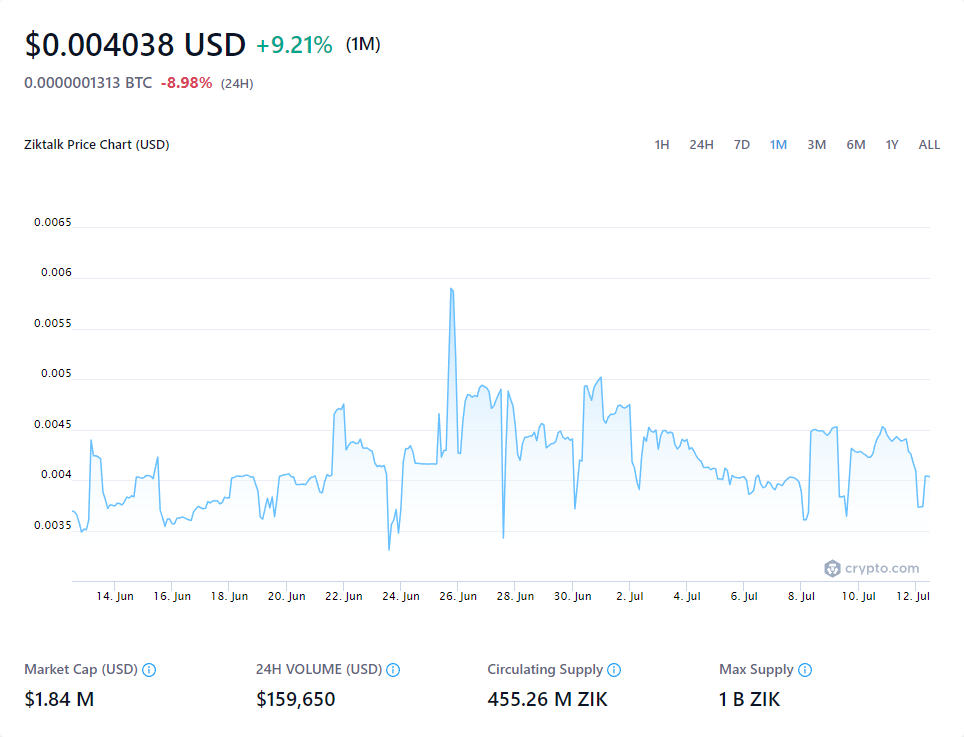 $0.004038 USD +9.21% (1M)
0.0000001313 BTC -8.98% (24H)
Ziktalk Price Chart (USD) 1H 24H 7D 1M 3M 6M 1Y ALL
0.0065
0.006
0.0055
0.005
0.0045
0.004
0.0035
crypto.com
14. Jun 16. Jun 18. Jun 20. Jun 22. Jun 24. Jun 26. Jun 28. Jun 30. Jun 2. Jul 4. Jul 6. Jul 8. Jul 10. Jul 12. Jul
Market Cap (USD) 24H VOLUME (USD) Circulating Supply Max Supply
$1.84 M $159,650 455.26 M ZIK 1 B ZIK